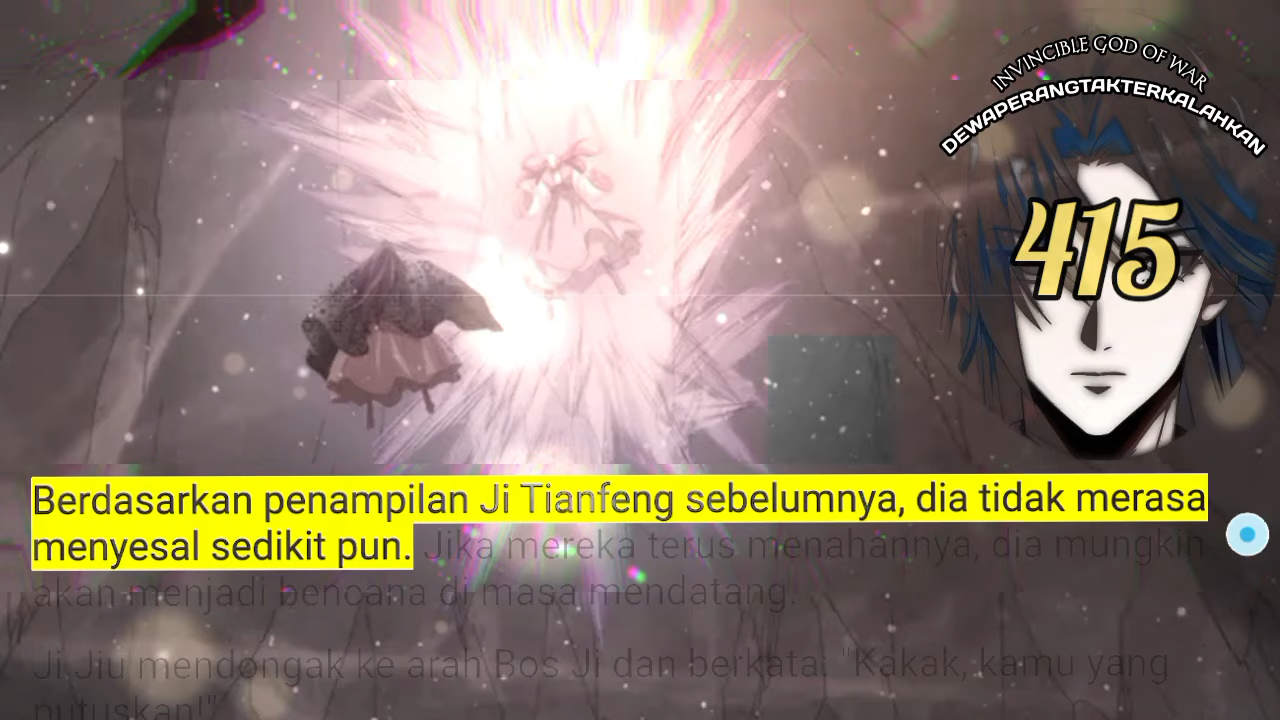 INVINCIBLE GOD OF WAR
DEWAPERANGTAKTERKALAHKAN
415
Berdasarkan penampilan Ji Tianfeng sebelumnya, dia tidak merasa
menyesal sedikit pun. Jika mereka terus menahannya, dia mungkin
akan menjadi bencana di masa mendatang.
Ji Jiu mendongak ke arah Bos Ji dan berkata: "Kakak, kamu yang
putuskan!"